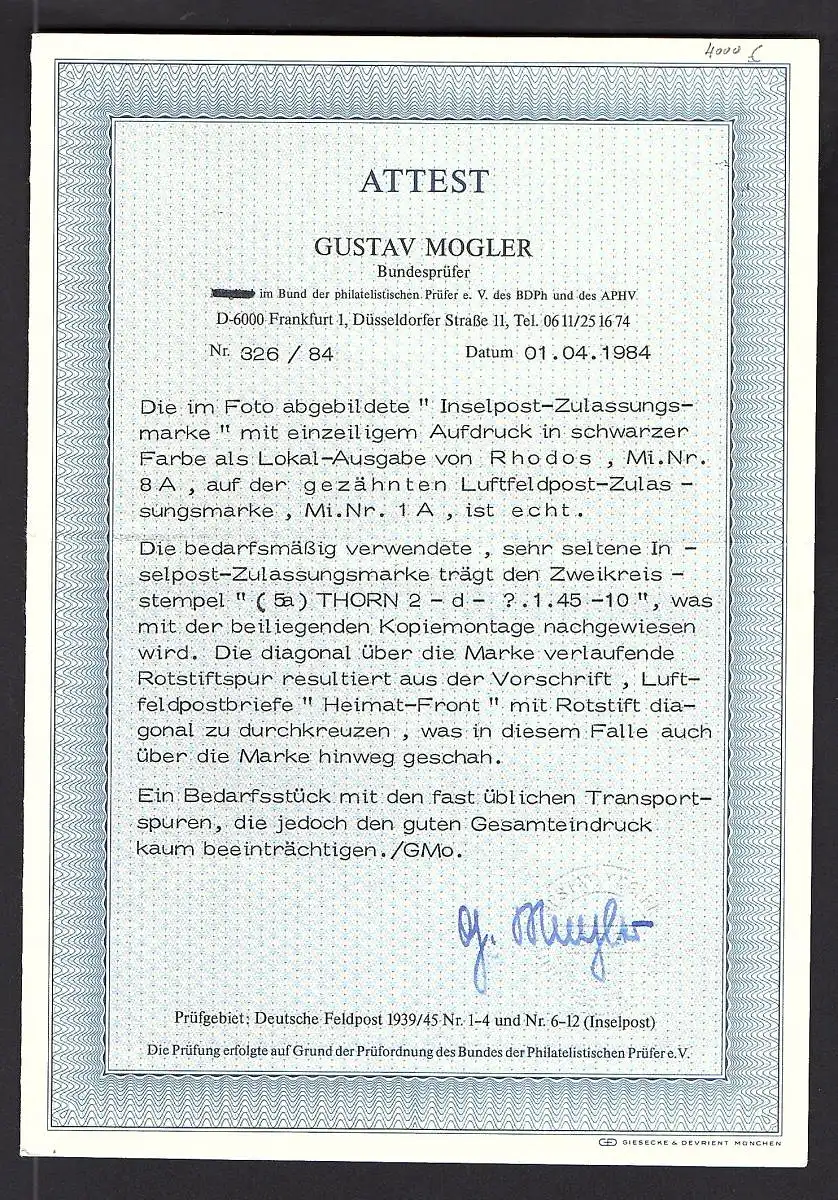 4000
ATTEST
GUSTAV MOGLER
Bundesprüfer
im Bund der philatelistischen Prüfer e. V. des BDPh und des APHV
D-6000 Frankfurt 1, Düsseldorfer Straße 11, Tel. 06 11/25 16 74
Nr. 326 / 84 Datum 01.04.1984
Die im Foto abgebildete " Inselpost-Zulassungs-
marke " mit einzeiligem Aufdruck in schwarzer
Farbe als Lokal-Ausgabe von Rhodos , Mi.Nr.
8 A , auf der gezähnten Luftfeldpost-Zulas -
sungsmarke , Mi.Nr. 1 A , ist echt.
Die bedarfsmäßig verwendete , sehr seltene In -
selpost-Zulassungsmarke trägt den Zweikreis -
stempel " ( 5a ) THORN 2 - d - ?.1.45 -10 ", was
mit der beiliegenden Kopiemontage nachgewiesen
wird. Die diagonal über die Marke verlaufende
Rotstiftspur resultiert aus der Vorschrift , Luft-
feldpostbriefe " Heimat-Front " mit Rotstift dia-
gonal zu durchkreuzen , was in diesem Falle auch
über die Marke hinweg geschah.
Ein Bedarfsstück mit den fast üblichen Transport-
spuren, die jedoch den guten Gesamteindruck
kaum beeinträchtigen./GMo.
G. Mogler
Prüfgebiet: Deutsche Feldpost 1939/45 Nr. 1-4 und Nr. 6-12 (Inselpost)
Die Prüfung erfolgte auf Grund der Prüfordnung des Bundes der Philatelistischen Prüfer e.V.
GIESECKE & DEVRIENT MÜNCHEN